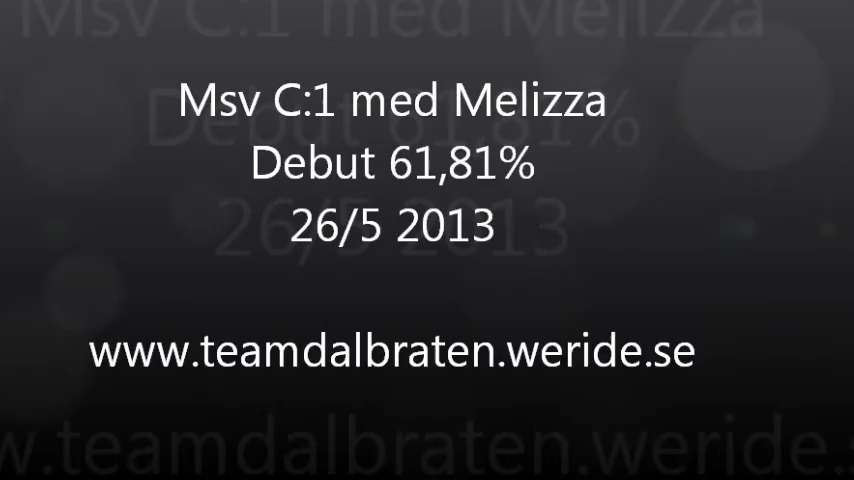 Msv C:1 med Melizza
Debut 61,81%
26/5 2013
www.teamdalbraten.weride.se